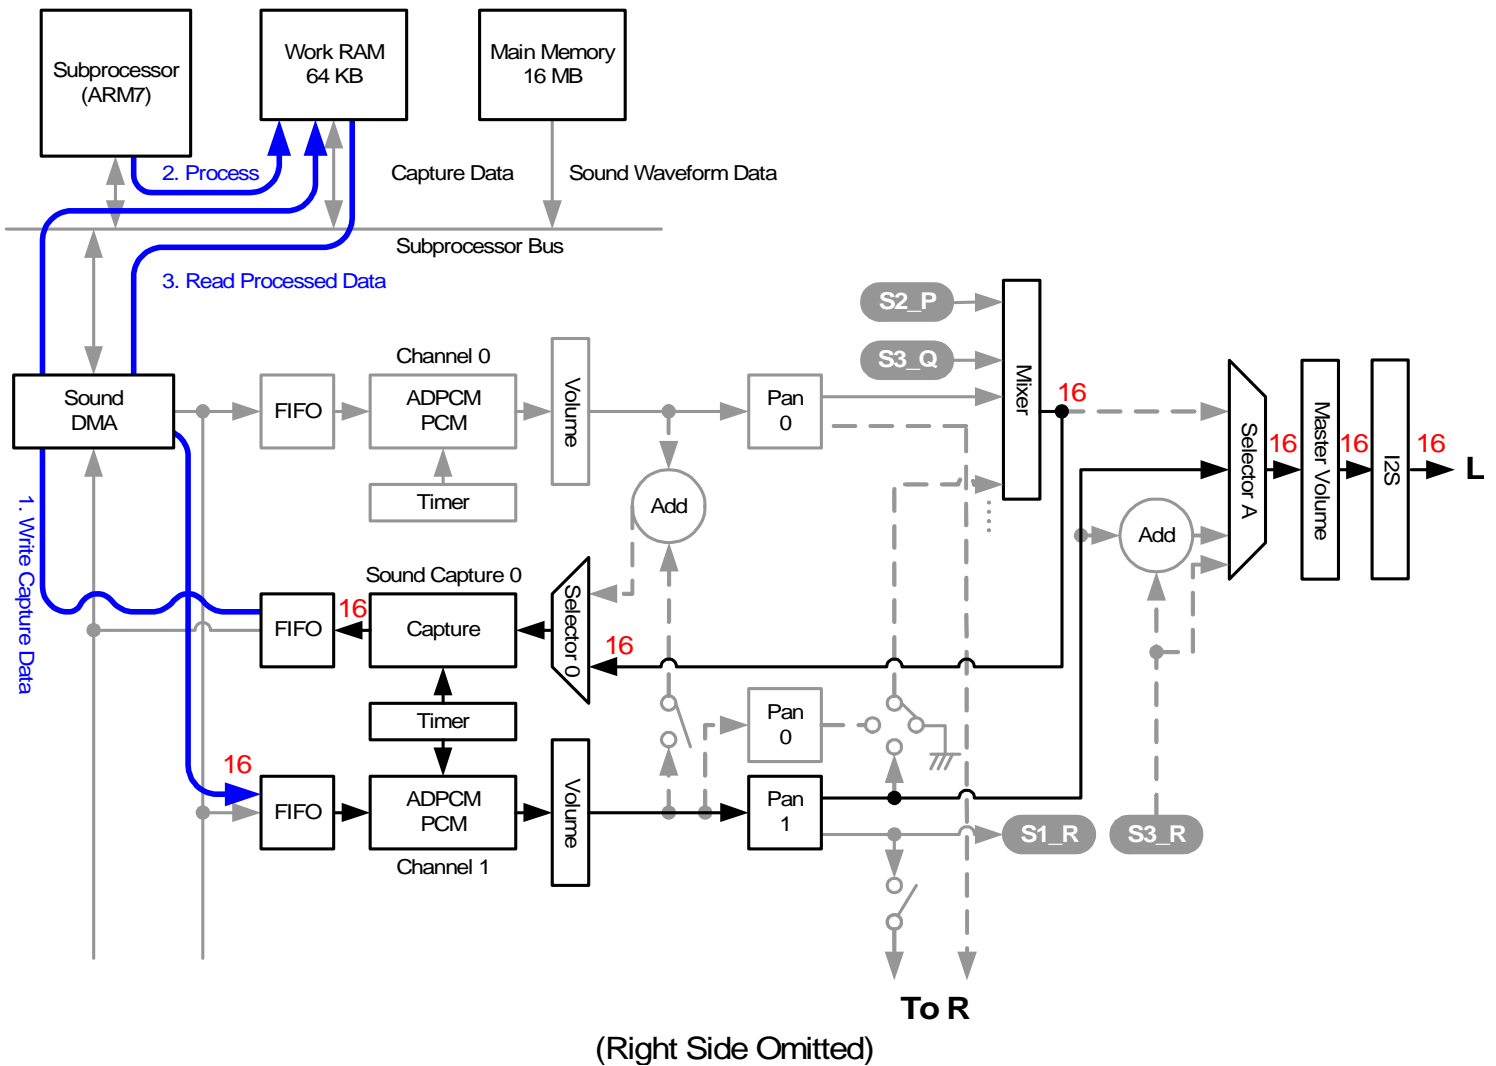 Subprocessor
(ARM7)
Work RAM
64 KB
Main Memory
16 MB
2. Process
Capture Data
Sound Waveform Data
Subprocessor Bus
3. Read Processed Data
S2_P
S3_Q
Mixer
16
Channel 0
Sound
DMA
FIFO
ADPCM
PCM
Volume
Pan
0
Timer
Add
Selector A
16
Master Volume
16
I2S
16
L
Add
1. Write Capture Data
Sound Capture 0
FIFO
16
Capture
Selector 0
16
Timer
Pan
0
16
FIFO
ADPCM
PCM
Volume
Pan
1
S1_R
S3_R
Channel 1
To R
(Right Side Omitted)